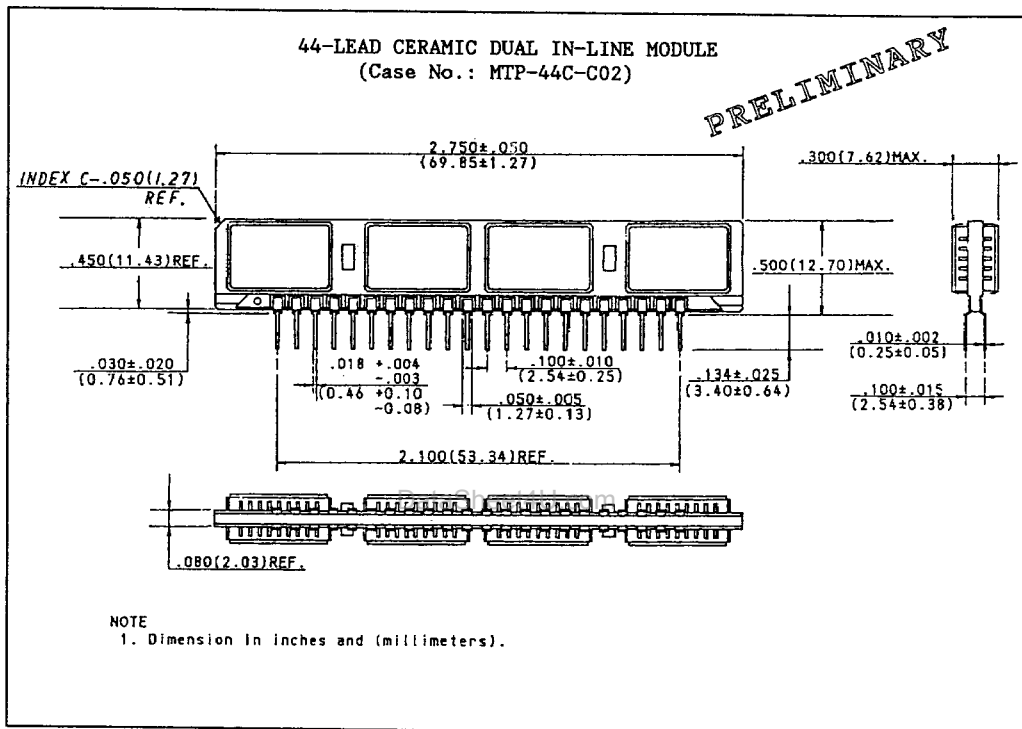 44-LEAD CERAMIC DUAL IN-LINE MODULE
(Case No.: MTP-44C-C02)
PRELIMINARY
2.750±.050
(69.85±1.27)
.300(7.62)MAX.
INDEX C-.050(1.27)
REF.
.450(11.43)REF.
.500(12.70)MAX.
.030±.020
(0.76±0.51)
.018 +.004
-.003
(0.46 +0.10
-0.08)
.100±.010
(2.54±0.25)
.050±.005
(1.27±0.13)
.134±.025
(3.40±0.64)
.010±.002
(0.25±0.05)
.100±.015
(2.54±0.38)
2.100(53.34)REF.
DataSheet4U.com
.080(2.03)REF.
NOTE
1. Dimension in inches and (millimeters).